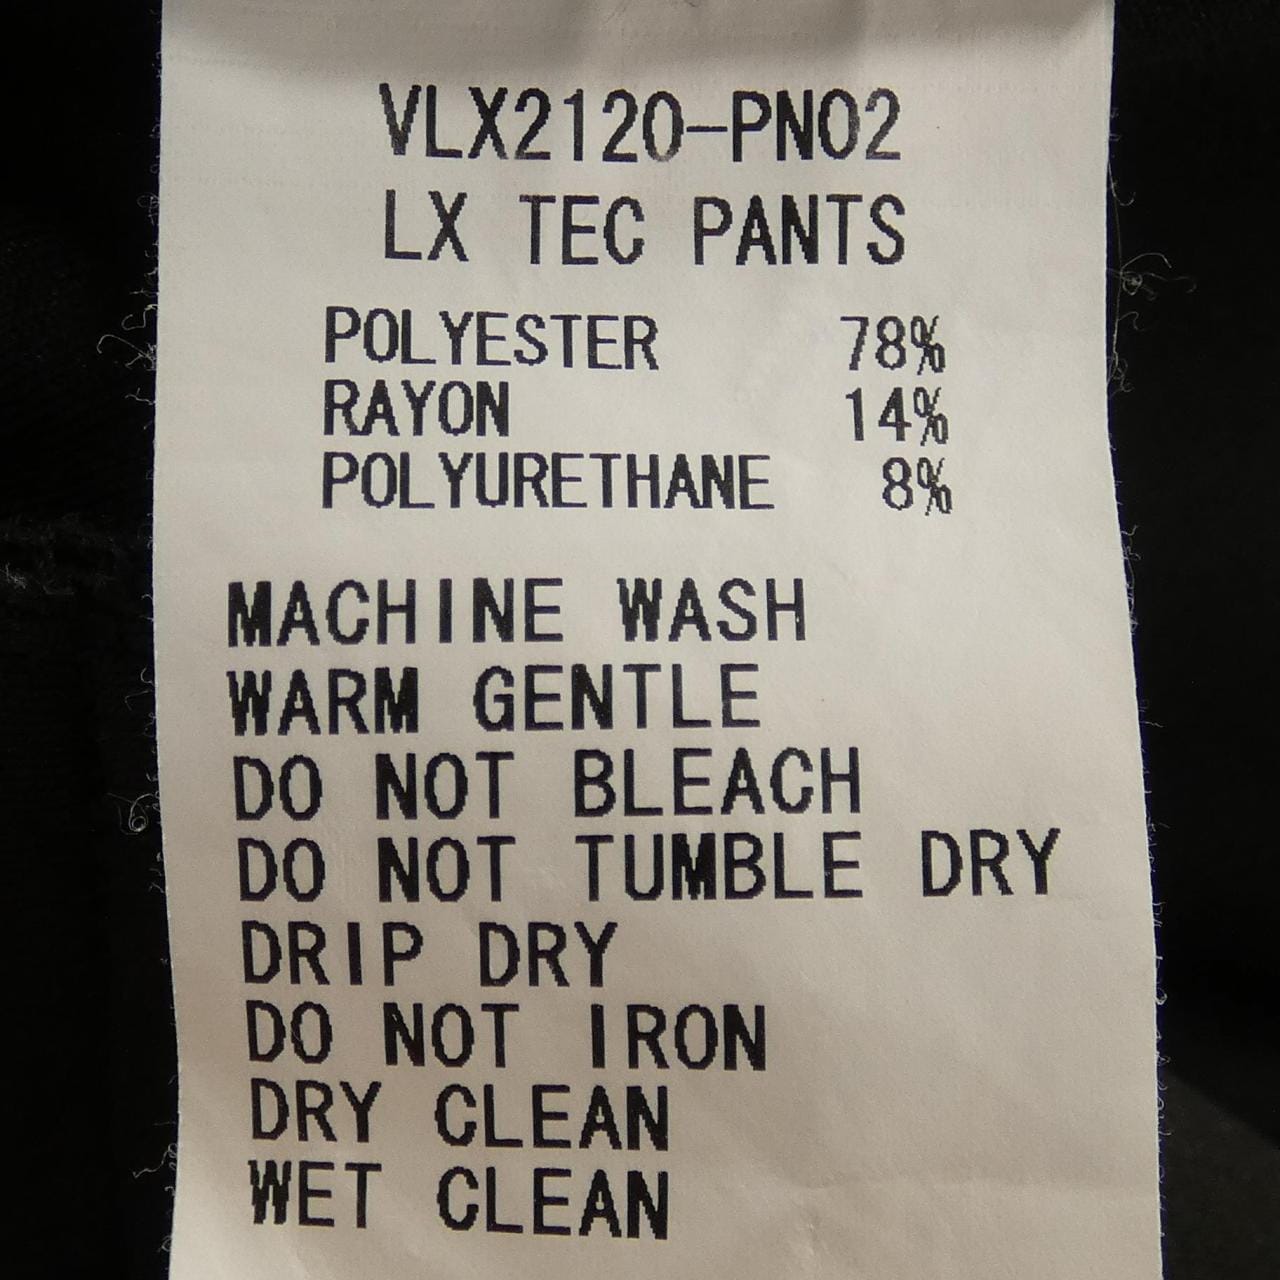 VLX2120-PN02
LX TEC PANTS
POLYESTER 78%
RAYON 14%
POLYURETHANE 8%
MACHINE WASH
WARM GENTLE
DO NOT BLEACH
DO NOT TUMBLE DRY
DRIP DRY
DO NOT IRON
DRY CLEAN
WET CLEAN